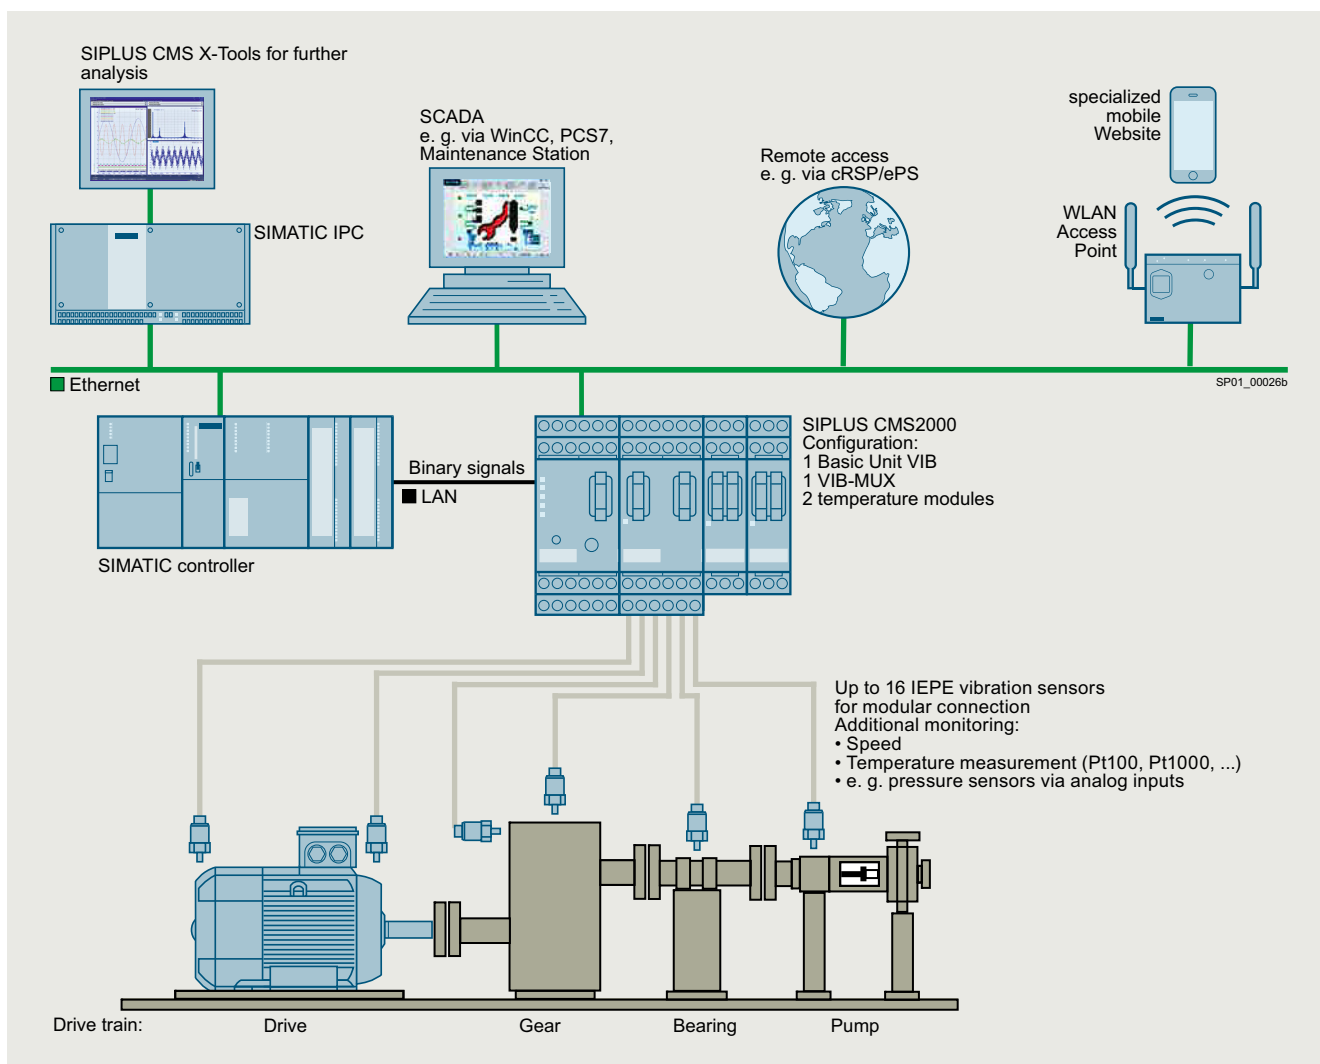 SIPLUS CMS X-Tools for further
analysis
SCADA
e. g. via WinCC, PCS7,
Maintenance Station
Remote access
e. g. via cRSP/ePS
specialized
mobile
Website
WLAN
Access
Point
SIMATIC IPC
Ethernet
SP01_00026b
SIPLUS CMS2000
Configuration:
1 Basic Unit VIB
1 VIB-MUX
2 temperature modules
Binary signals
LAN
SIMATIC controller
Up to 16 IEPE vibration sensors
for modular connection
Additional monitoring:
• Speed
• Temperature measurement (Pt100, Pt1000, ...)
• e. g. pressure sensors via analog inputs
Drive train: Drive Gear Bearing Pump